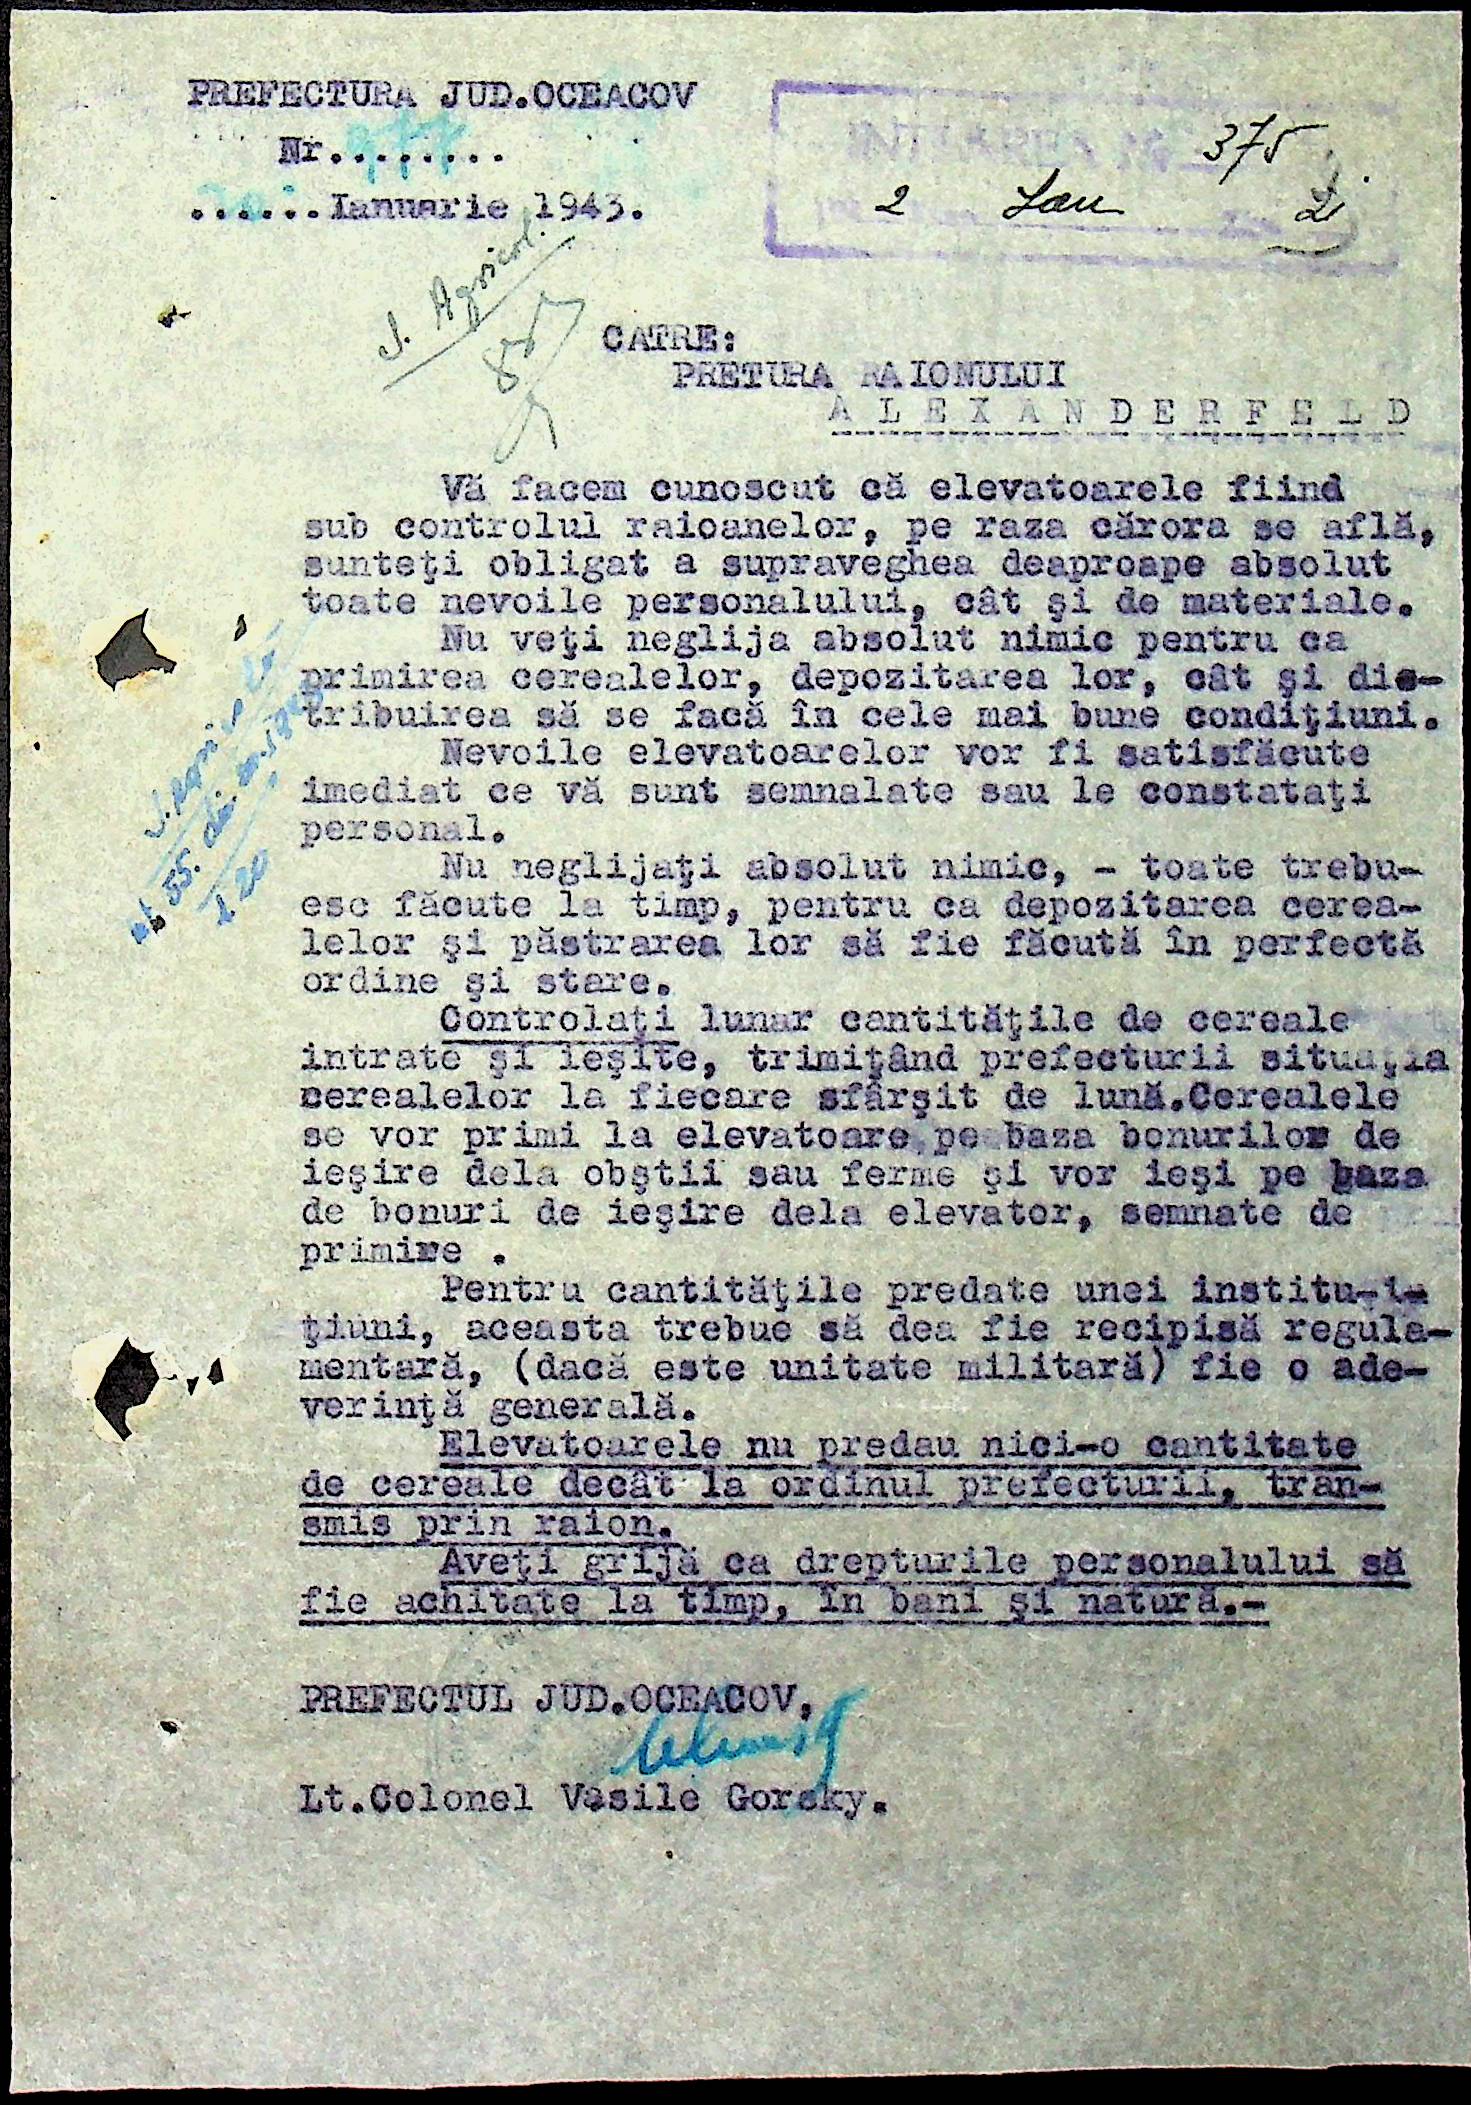 PREFECTURA JUD.OCEACOV
Nr........
377
......Ianuarie 1943.
375
2 Ian
J. Agricol.
CATRE:
PRETURA RAIONULUI
A L E X A N D E R F E L D
Vă facem cunoscut că elevatoarele fiind
sub controlul raioanelor, pe raza cărora se află,
sunteţi obligat a supraveghea deaproape absolut
toate nevoile personalului, cât şi de materiale.
Nu veţi neglija absolut nimic pentru ca
primirea cerealelor, depozitarea lor, cât şi dis-
tribuirea să se facă în cele mai bune condiţiuni.
Nevoile elevatoarelor vor fi satisfăcute
imediat ce vă sunt semnalate sau le constataţi
personal.
Nu neglijaţi absolut nimic, - toate trebu-
esc făcute la timp, pentru ca depozitarea cerea-
lelor şi păstrarea lor să fie făcută în perfectă
ordine şi stare.
Controlaţi lunar cantităţile de cereale
intrate şi ieşite, trimiţând prefecturii situaţia
cerealelor la fiecare sfârşit de lună.Cerealele
se vor primi la elevatoare pe baza bonurilor de
ieşire dela obştii sau ferme şi vor ieşi pe baza
de bonuri de ieşire dela elevator, semnate de
primire .
Pentru cantităţile predate unei institu-
ţiuni, aceasta trebue să dea fie recipisă regula-
mentară, (dacă este unitate militară) fie o ade-
verinţă generală.
Elevatoarele nu predau nici-o cantitate
de cereale decât la ordinul prefecturii, tran-
smis prin raion.
Aveţi grijă ca drepturile personalului să
fie achitate la timp, în bani şi natură.-
PREFECTUL JUD.OCEACOV,
Lt.Colonel Vasile Gorsky.